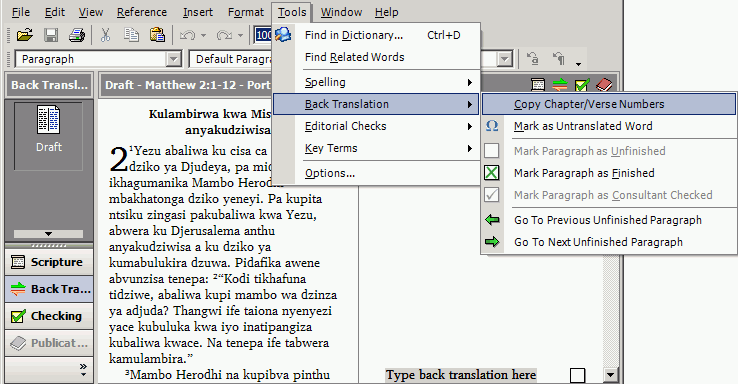 File Edit View Reference Insert Format Tools Window Help
100
Paragraph Default Paragra
Find in Dictionary... Ctrl+D
Find Related Words
Spelling
Back Translation
Editorial Checks
Key Terms
Options...
Copy Chapter/Verse Numbers
Mark as Untranslated Word
Mark Paragraph as Unfinished
Mark Paragraph as Finished
Mark Paragraph as Consultant Checked
Go To Previous Unfinished Paragraph
Go To Next Unfinished Paragraph
Back Transl...
Draft
Scripture
Back Tra...
Checking
Publicat...
Draft - Matthew 2:1-12 - Port
Kulambirwa kwa Mis
anyakudziwisa
2 1Yezu abaliwa ku cisa ca
dziko ya Djudeya, pa
ikhagumanika Mambo Herodhi
mbakhatonga dziko yeneyi. Pa kupita
ntsiku zingasi pakubaliwa kwa Yezu,
abwera ku Djerusalema anthu
anyakudziwisa a ku dziko ya
kumabulukira dzuwa. Pidafika awene
abvunzisa tenepa: 2“Kodi tikhafuna
tidziwe, abaliwa kupi mambo wa dzinza
ya adjuda? Thangwi ife taiona nyenyezi
yace kubuluka kwa iyo inatipangiza
kubaliwa kwace. Na tenepa ife tabwera
kamulambira.”
3Mambo Herodhi na kupibva pinthu
Type back translation here